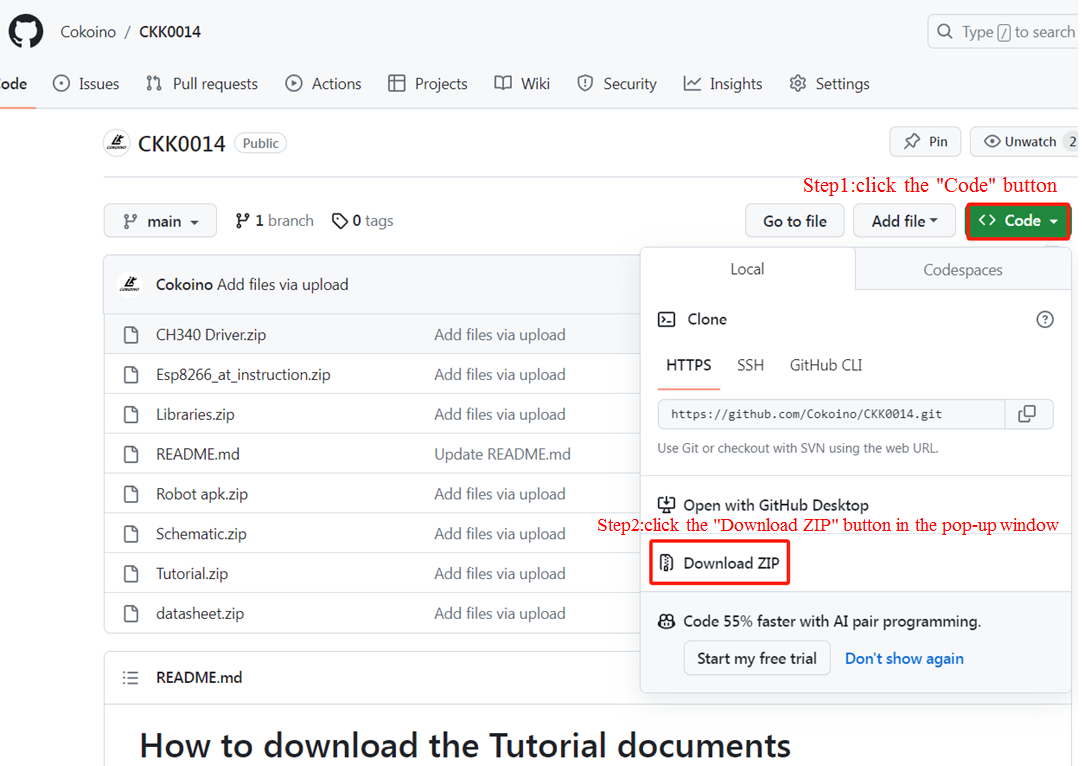 Cokoino / CKK0014
Type / to search
ode Issues Pull requests Actions Projects Wiki Security Insights Settings
CKK0014 Public Pin Unwatch 2
Step1:click the "Code" button
main 1 branch 0 tags Go to file Add file <> Code
Local Codespaces
Cokoino Add files via upload
Clone
CH340 Driver.zip Add files via upload
HTTPS SSH GitHub CLI
Esp8266_at_instruction.zip Add files via upload
Libraries.zip Add files via upload
https://github.com/Cokoino/CKK0014.git
Use Git or checkout with SVN using the web URL.
README.md Update README.md
Robot apk.zip Add files via upload
Open with GitHub Desktop
Step2:click the "Download ZIP" button in the pop-up window
Schematic.zip Add files via upload
Download ZIP
Tutorial.zip Add files via upload
datasheet.zip Add files via upload
Code 55% faster with AI pair programming.
Start my free trial Don't show again
README.md
How to download the Tutorial documents